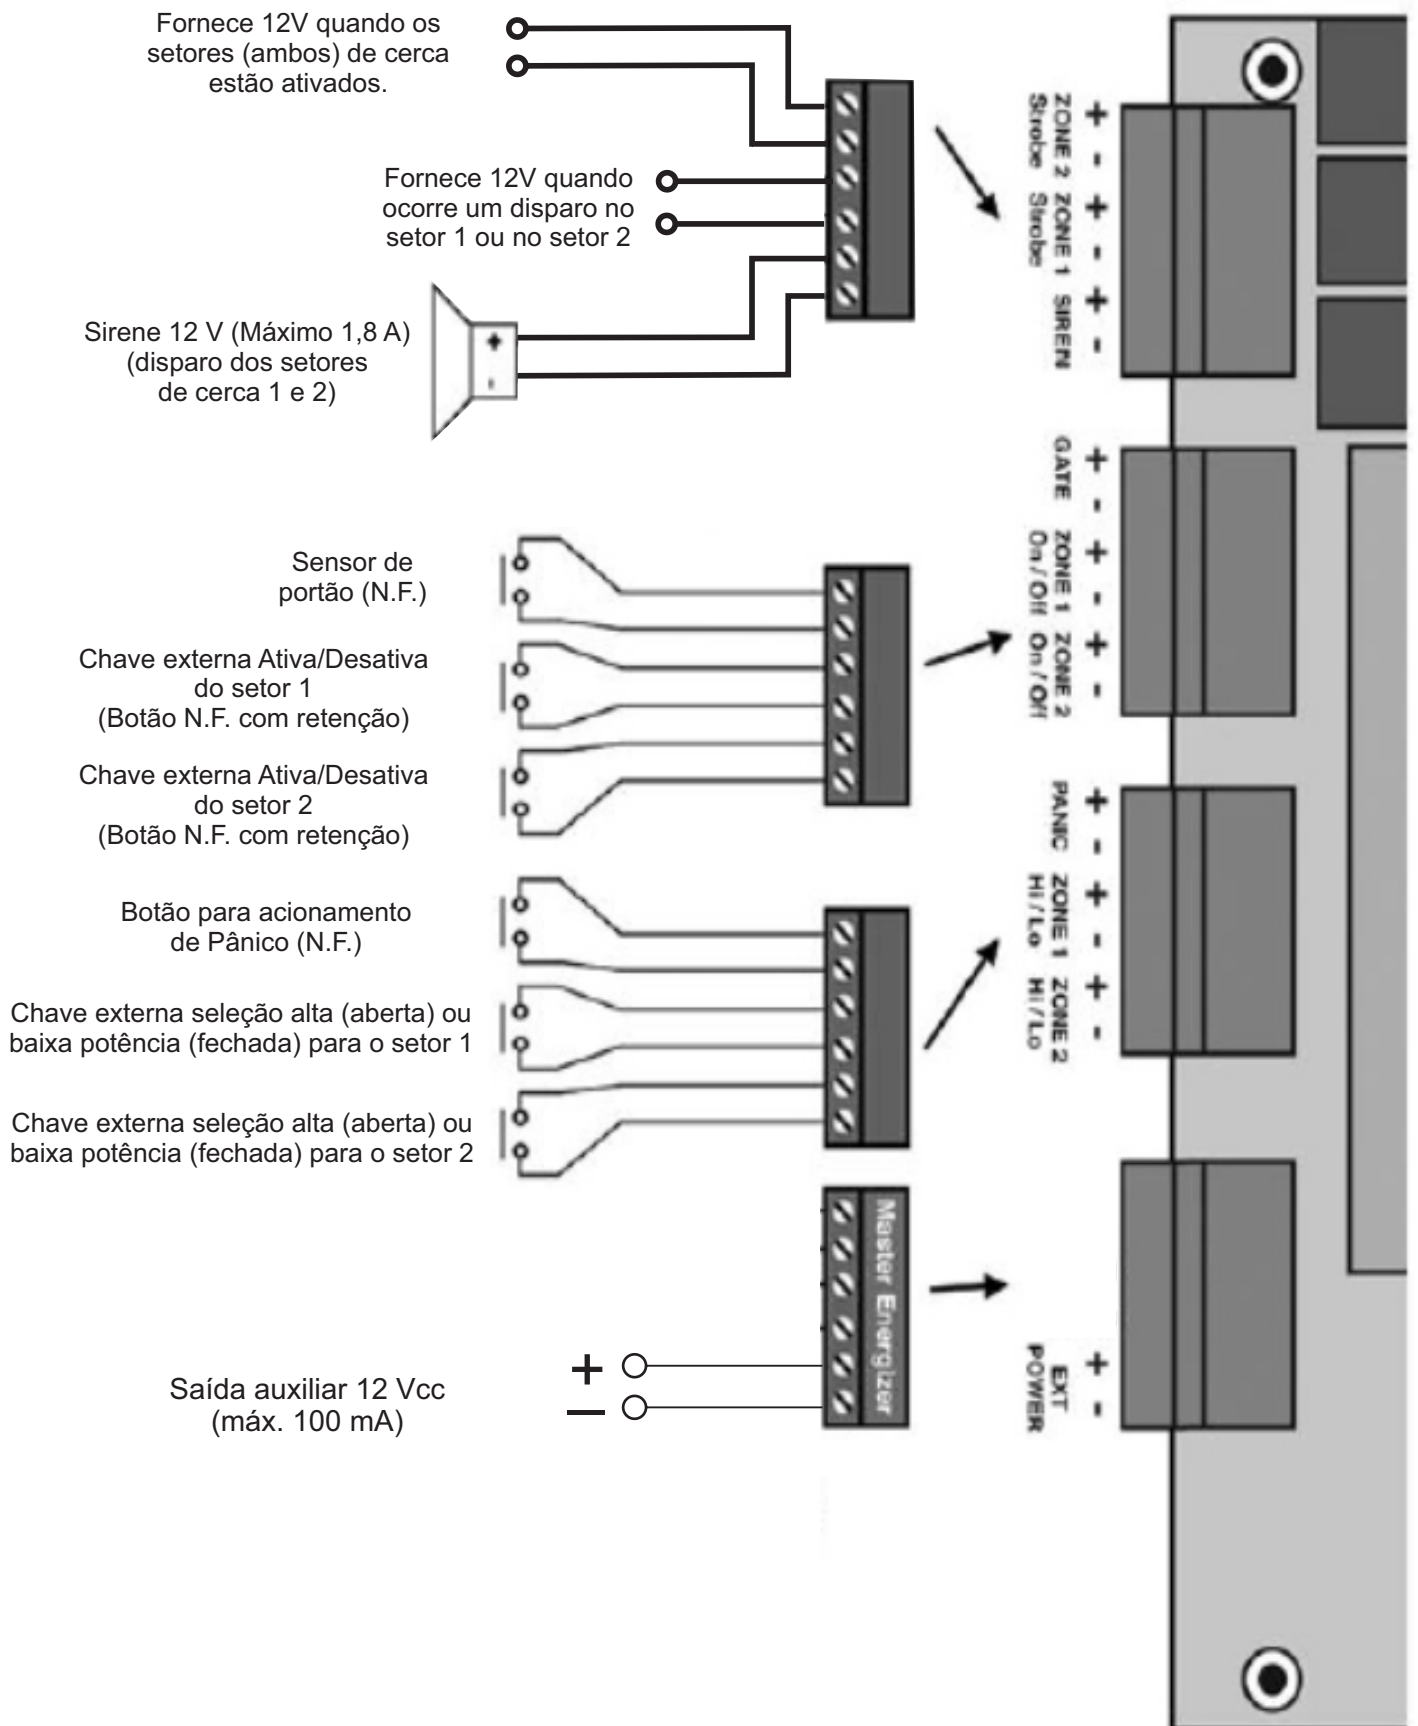 Fornece 12V quando os
setores (ambos) de cerca
estão ativados.
Fornece 12V quando
ocorre um disparo no
setor 1 ou no setor 2
Sirene 12 V (Máximo 1,8 A)
(disparo dos setores
de cerca 1 e 2)
+
-
+ - + - + -
ZONE 2 ZONE 1 SIREN
Strobe Strobe
Sensor de
portão (N.F.)
Chave externa Ativa/Desativa
do setor 1
(Botão N.F. com retenção)
Chave externa Ativa/Desativa
do setor 2
(Botão N.F. com retenção)
+ - + - + -
GATE ZONE 1 ZONE 2
On / Off On / Off
Botão para acionamento
de Pânico (N.F.)
Chave externa seleção alta (aberta) ou
baixa potência (fechada) para o setor 1
Chave externa seleção alta (aberta) ou
baixa potência (fechada) para o setor 2
+ - + - + -
PANIC ZONE 1 ZONE 2
Hi / Lo Hi / Lo
Master Energizer
+
−
Saída auxiliar 12 Vcc
(máx. 100 mA)
+ -
EXT
POWER